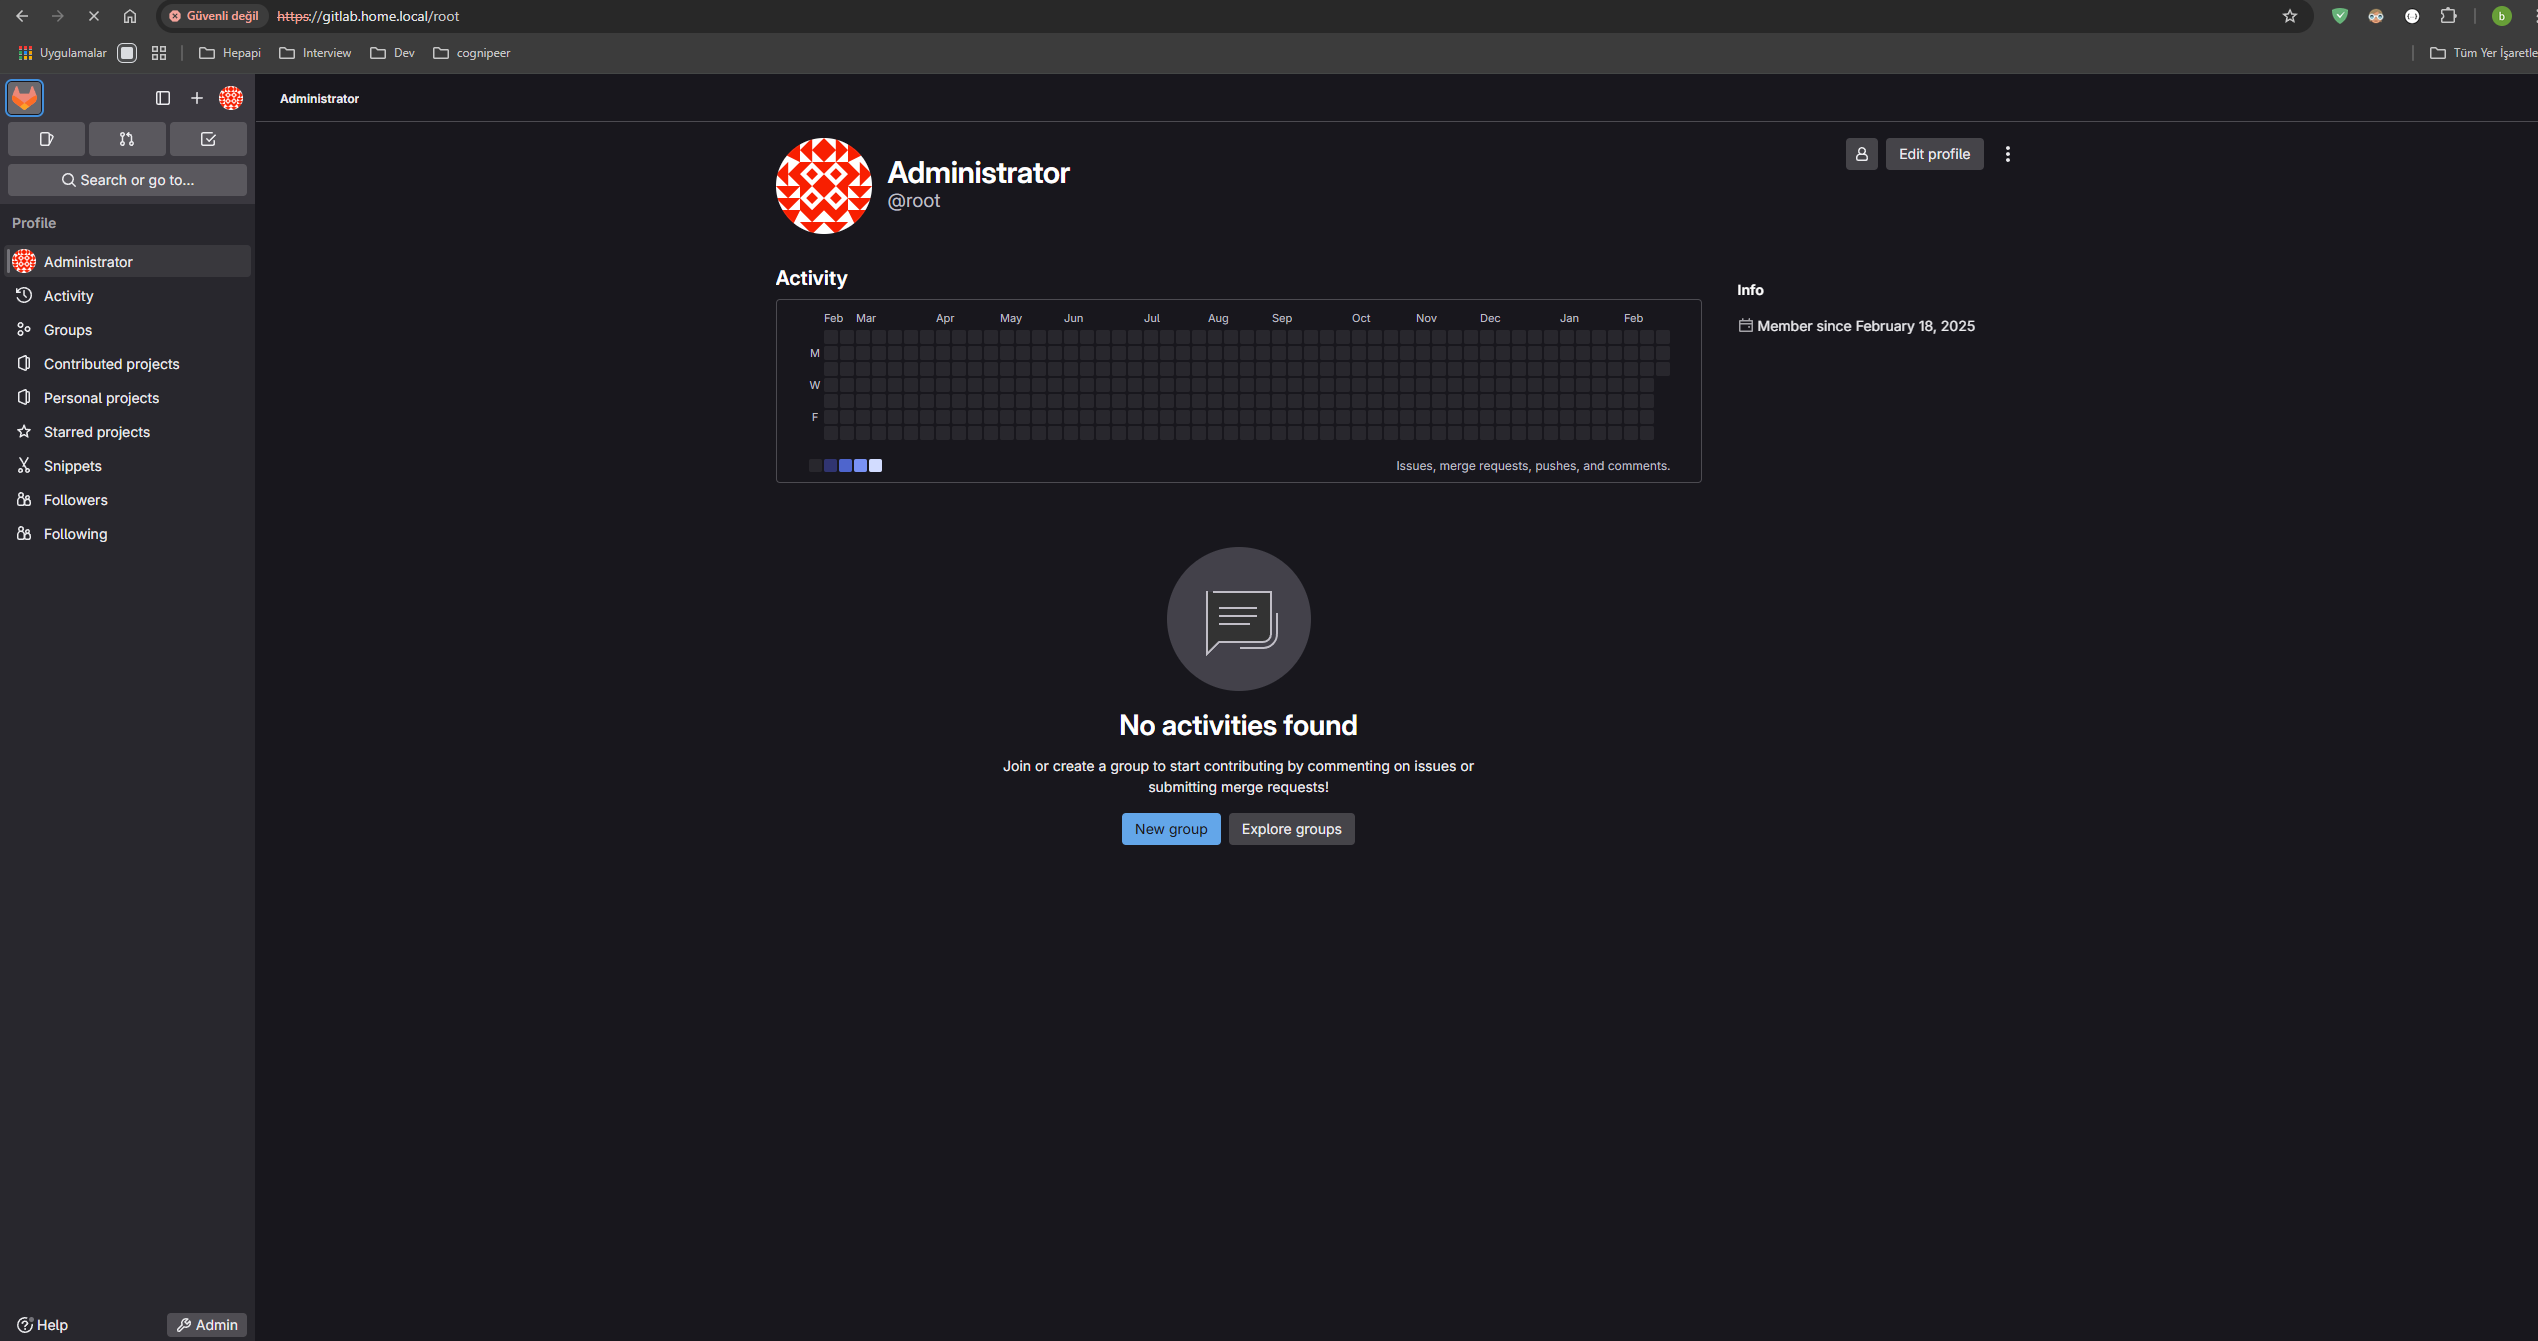 Güvenli değil https://gitlab.home.local/root
b
Uygulamalar Hepapi Interview Dev cognipeer
Administrator
Search or go to...
Profile
Administrator
Activity
Groups
Contributed projects
Personal projects
Starred projects
Snippets
Followers
Following
Help
Admin
Administrator
@root
Edit profile
Activity
Feb Mar Apr May Jun Jul Aug Sep Oct Nov Dec Jan Feb
M
W
F
Issues, merge requests, pushes, and comments.
Info
Member since February 18, 2025
No activities found
Join or create a group to start contributing by commenting on issues or
submitting merge requests!
New group Explore groups
Tüm Yer